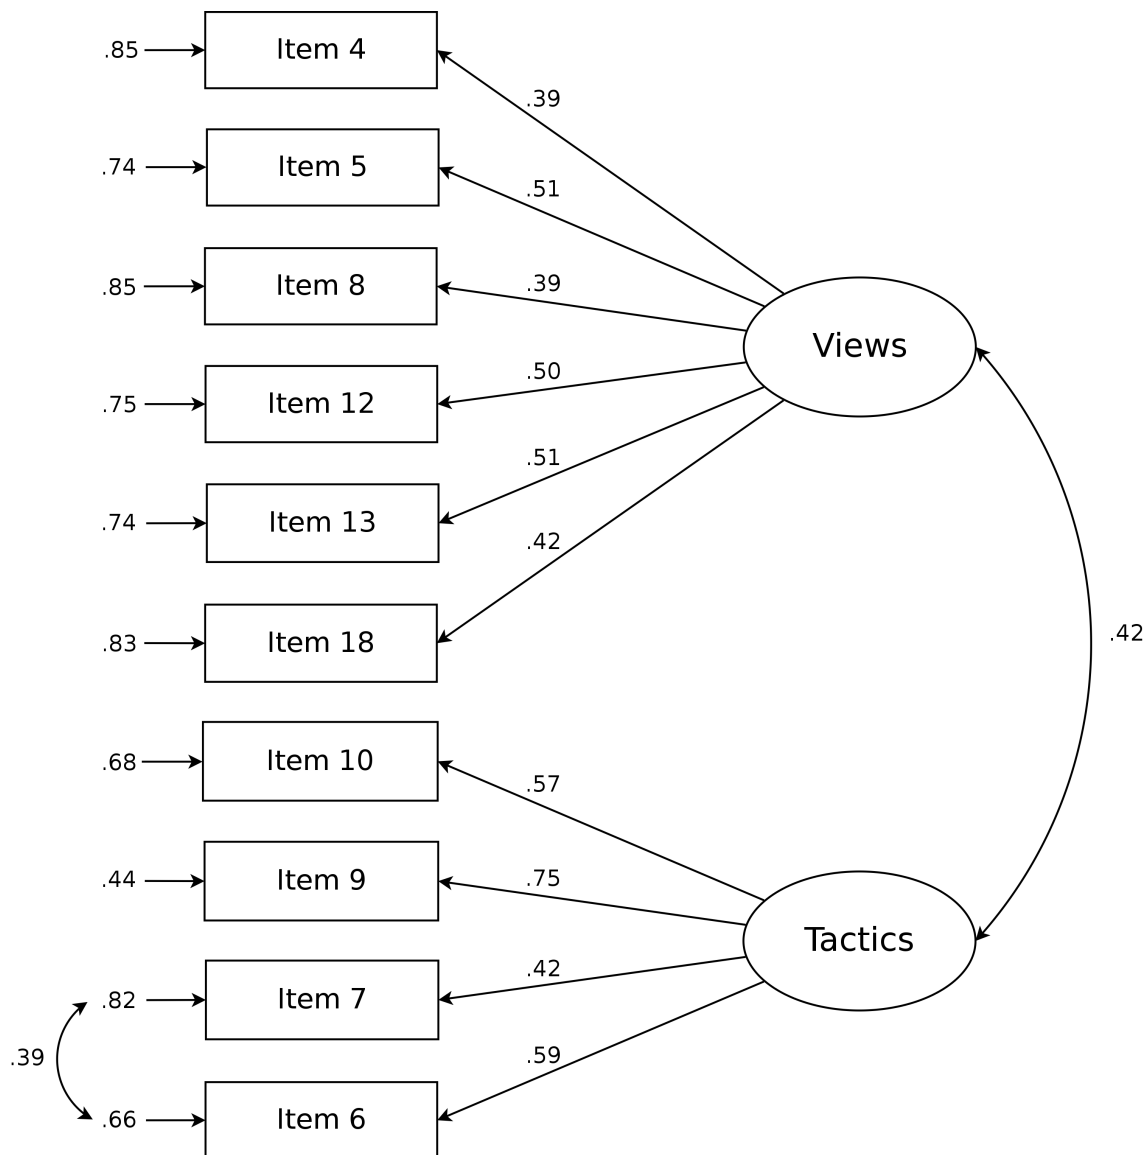 .85 Item 4
.39
.74 Item 5
.51
.85 Item 8
.39
Views
.75 Item 12
.50
.74 Item 13
.51
.83 Item 18
.42
.42
.68 Item 10
.57
.44 Item 9
.75
Tactics
.82 Item 7
.42
.39
.66 Item 6
.59